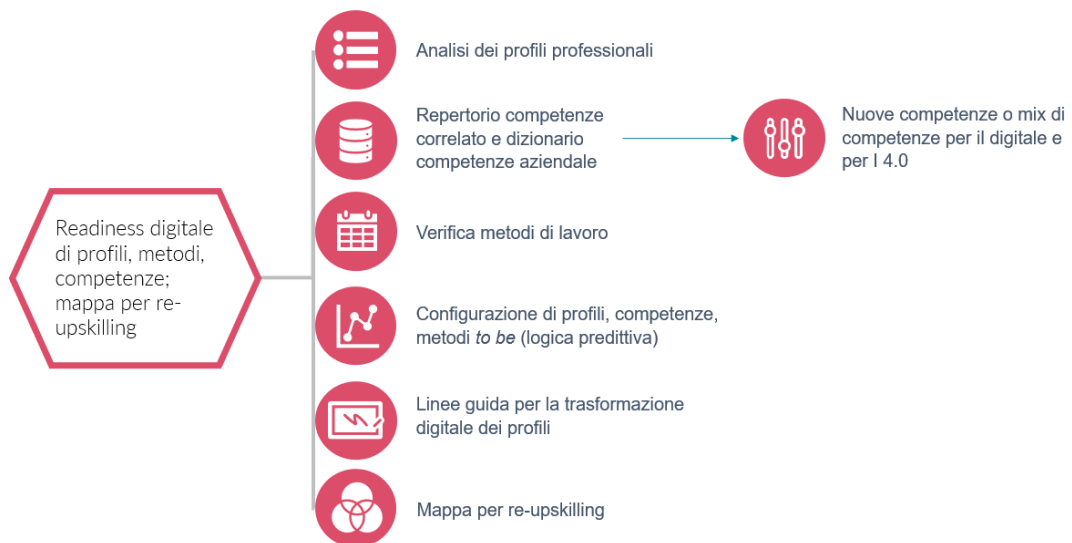 Readiness digitale
di profili, metodi,
competenze;
mappa per re-
upskilling
Analisi dei profili professionali
Repertorio competenze
correlato e dizionario
competenze aziendale
Nuove competenze o mix di
competenze per il digitale e
per I 4.0
Verifica metodi di lavoro
Configurazione di profili, competenze,
metodi to be (logica predittiva)
Linee guida per la trasformazione
digitale dei profili
Mappa per re-upskilling